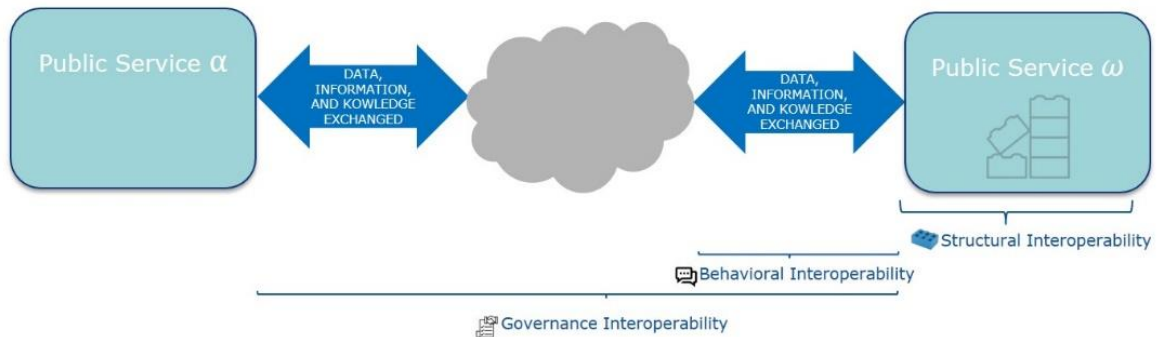 Public Service α
DATA,
INFORMATION,
AND KOWLEDGE
EXCHANGED
DATA,
INFORMATION,
AND KOWLEDGE
EXCHANGED
Public Service ω
Structural Interoperability
Behavioral Interoperability
Governance Interoperability